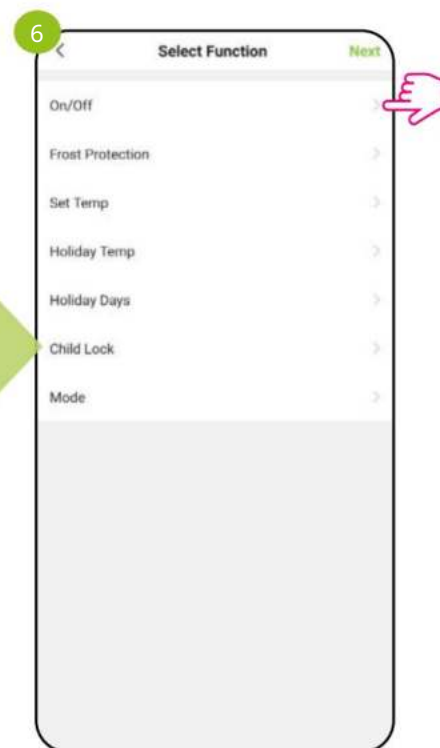 6
Select Function Next
On/Off
Frost Protection
Set Temp
Holiday Temp
Holiday Days
Child Lock
Mode